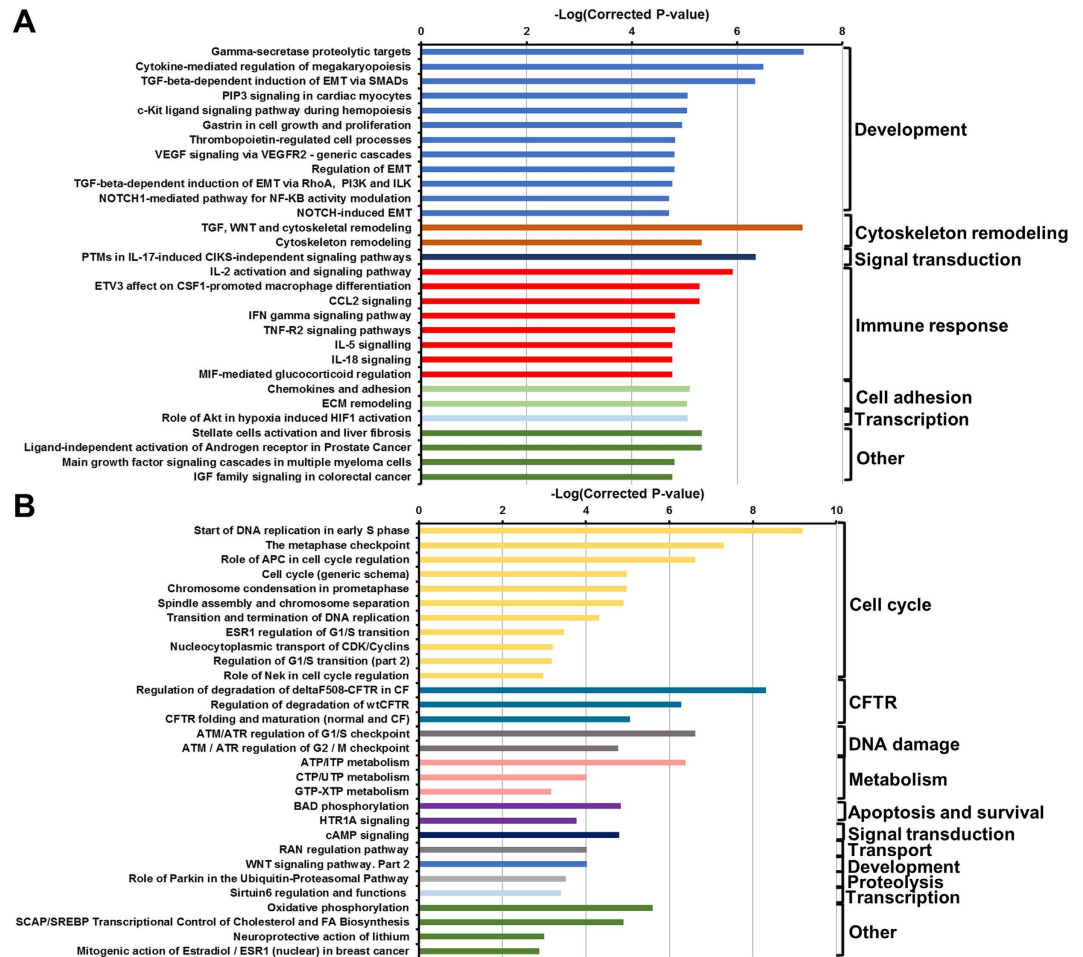 A
-Log(Corrected P-value)
0 2 4 6 8
Gamma-secretase proteolytic targets
Cytokine-mediated regulation of megakaryopoiesis
TGF-beta-dependent induction of EMT via SMADs
PIP3 signaling in cardiac myocytes
c-Kit ligand signaling pathway during hemopoiesis
Gastrin in cell growth and proliferation
Thrombopoietin-regulated cell processes
VEGF signaling via VEGFR2 - generic cascades
Regulation of EMT
TGF-beta-dependent induction of EMT via RhoA, PI3K and ILK
NOTCH1-mediated pathway for NF-KB activity modulation
NOTCH-induced EMT
Development
TGF, WNT and cytoskeletal remodeling
Cytoskeleton remodeling
Cytoskeleton remodeling
PTMs in IL-17-induced CIKS-independent signaling pathways
Signal transduction
IL-2 activation and signaling pathway
ETV3 affect on CSF1-promoted macrophage differentiation
CCL2 signaling
IFN gamma signaling pathway
TNF-R2 signaling pathways
IL-5 signalling
IL-18 signaling
MIF-mediated glucocorticoid regulation
Immune response
Chemokines and adhesion
ECM remodeling
Cell adhesion
Role of Akt in hypoxia induced HIF1 activation
Transcription
Stellate cells activation and liver fibrosis
Ligand-independent activation of Androgen receptor in Prostate Cancer
Main growth factor signaling cascades in multiple myeloma cells
IGF family signaling in colorectal cancer
Other
B
-Log(Corrected P-value)
0 2 4 6 8 10
Start of DNA replication in early S phase
The metaphase checkpoint
Role of APC in cell cycle regulation
Cell cycle (generic schema)
Chromosome condensation in prometaphase
Spindle assembly and chromosome separation
Transition and termination of DNA replication
ESR1 regulation of G1/S transition
Nucleocytoplasmic transport of CDK/Cyclins
Regulation of G1/S transition (part 2)
Role of Nek in cell cycle regulation
Cell cycle
Regulation of degradation of deltaF508-CFTR in CF
Regulation of degradation of wtCFTR
CFTR folding and maturation (normal and CF)
CFTR
ATM/ATR regulation of G1/S checkpoint
ATM / ATR regulation of G2 / M checkpoint
DNA damage
ATP/ITP metabolism
CTP/UTP metabolism
GTP-XTP metabolism
Metabolism
BAD phosphorylation
HTR1A signaling
Apoptosis and survival
cAMP signaling
Signal transduction
RAN regulation pathway
Transport
WNT signaling pathway. Part 2
Development
Role of Parkin in the Ubiquitin-Proteasomal Pathway
Proteolysis
Sirtuin6 regulation and functions
Transcription
Oxidative phosphorylation
SCAP/SREBP Transcriptional Control of Cholesterol and FA Biosynthesis
Neuroprotective action of lithium
Mitogenic action of Estradiol / ESR1 (nuclear) in breast cancer
Other